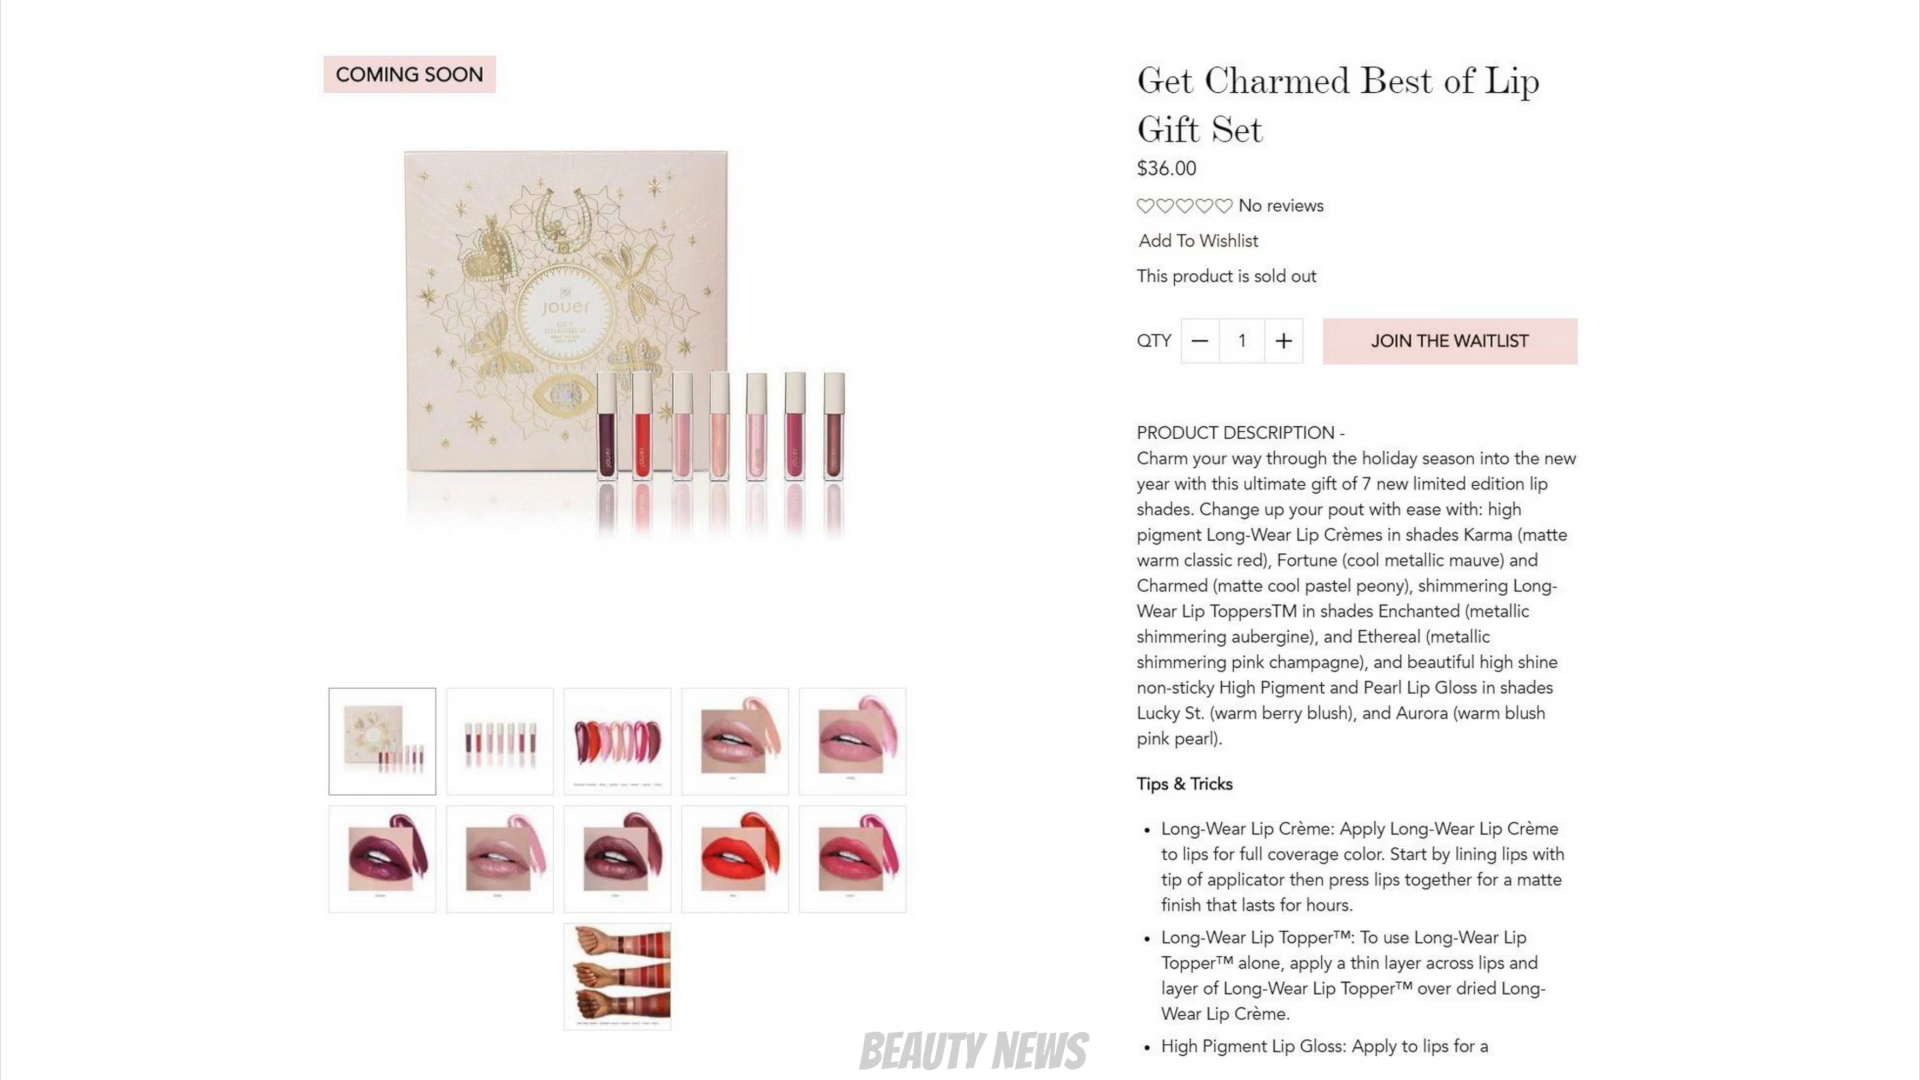 COMING SOON
jouer
Get Charmed Best of Lip
Gift Set
$36.00
No reviews
Add To Wishlist
This product is sold out
QTY
1
JOIN THE WAITLIST
PRODUCT DESCRIPTION -
Charm your way through the holiday season into the new
year with this ultimate gift of 7 new limited edition lip
shades. Change up your pout with ease with: high
pigment Long-Wear Lip Crèmes in shades Karma (matte
warm classic red), Fortune (cool metallic mauve) and
Charmed (matte cool pastel peony), shimmering Long-
Wear Lip ToppersTM in shades Enchanted (metallic
shimmering aubergine), and Ethereal (metallic
shimmering pink champagne), and beautiful high shine
non-sticky High Pigment and Pearl Lip Gloss in shades
Lucky St. (warm berry blush), and Aurora (warm blush
pink pearl).
Tips & Tricks
• Long-Wear Lip Crème: Apply Long-Wear Lip Crème
to lips for full coverage color. Start by lining lips with
tip of applicator then press lips together for a matte
finish that lasts for hours.
• Long-Wear Lip Topper™: To use Long-Wear Lip
Topper™ alone, apply a thin layer across lips and
layer of Long-Wear Lip Topper™ over dried Long-
Wear Lip Crème.
• High Pigment Lip Gloss: Apply to lips for a
BEAUTY NEWS